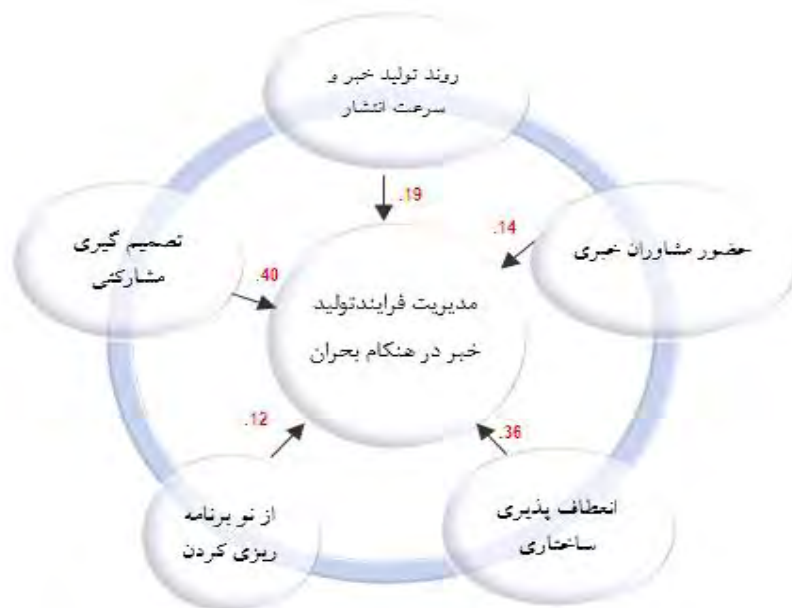 روند تولید خبر و
سرعت انتشار
.19
حضور مشاوران خبری
.14
تصمیم گیری
مشارکتی
.40
مدیریت فرایندتولید
خبر در هنگام بحران
.12
.36
از نو برنامه
ریزی کردن
انعطاف پذیری
ساختاری